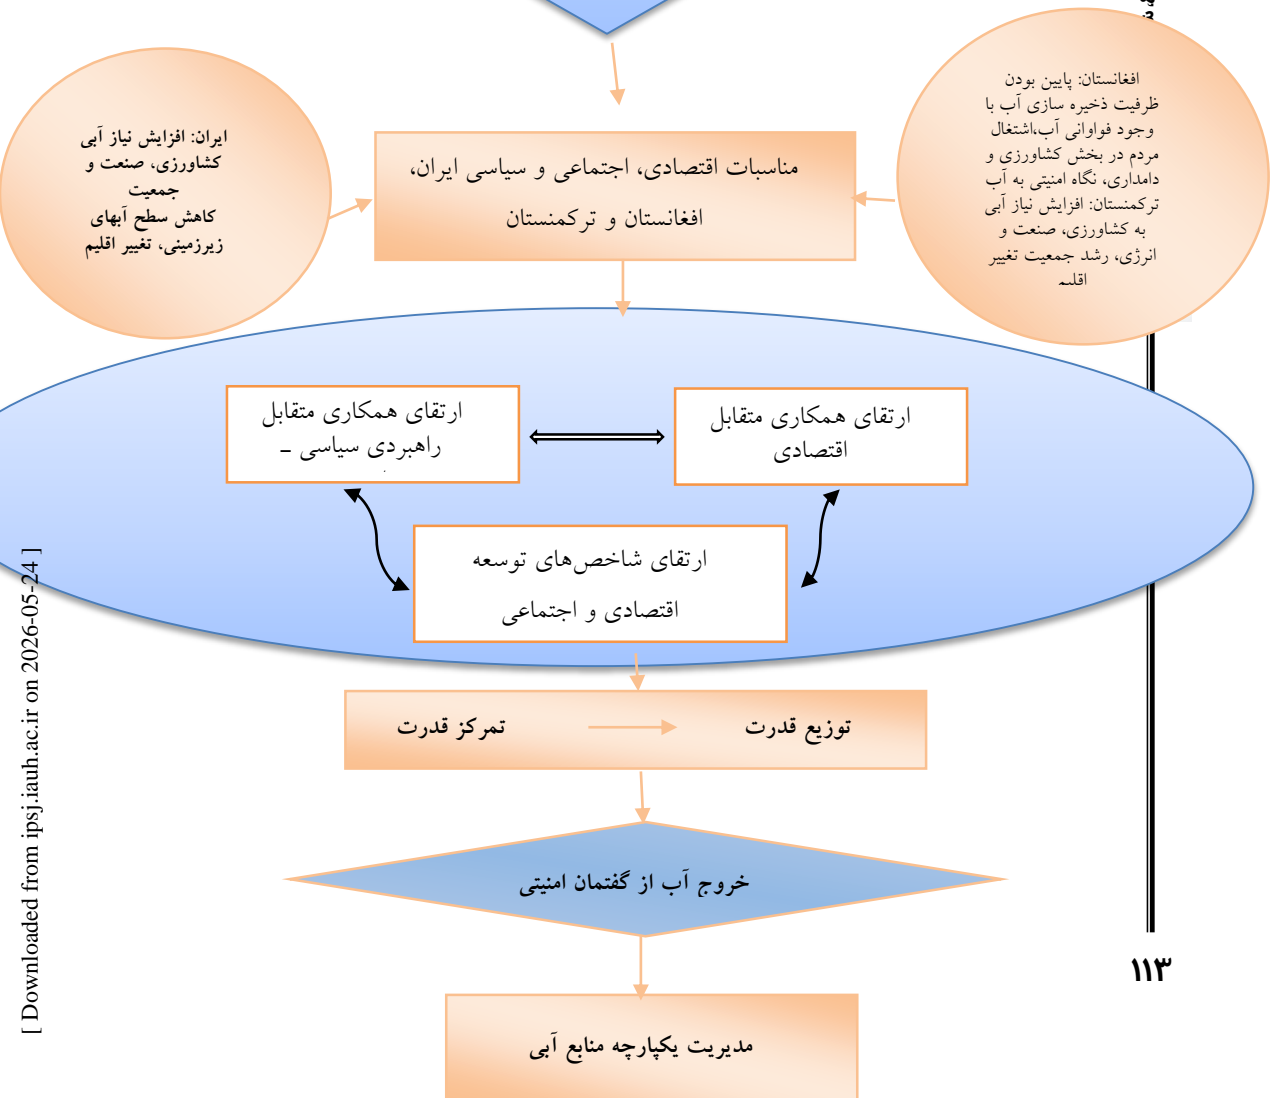 افغانستان: پایین بودن
ظرفیت ذخیره سازی آب با
وجود فواوانی آب،اشتغال
مردم در بخش کشاورزی و
دامداری، نگاه امنیتی به آب
ترکمنستان: افزایش نیاز آبی
به کشاورزی، صنعت و
انرژی، رشد جمعیت تغییر
اقلیم
مناسبات اقتصادی، اجتماعی و سیاسی ایران،
افغانستان و ترکمنستان
ایران: افزایش نیاز آبی
کشاورزی، صنعت و
جمعیت
کاهش سطح آبهای
زیرزمینی، تغییر اقلیم
ارتقای همکاری متقابل
اقتصادی
ارتقای همکاری متقابل
راهبردی سیاسی –
ارتقای شاخص‌های توسعه
اقتصادی و اجتماعی
توزیع قدرت
تمرکز قدرت
خروج آب از گفتمان امنیتی
مدیریت یکپارچه منابع آبی
۱۱۳
[ Downloaded from ipsj.iauh.ac.ir on 2026-05-24 ]